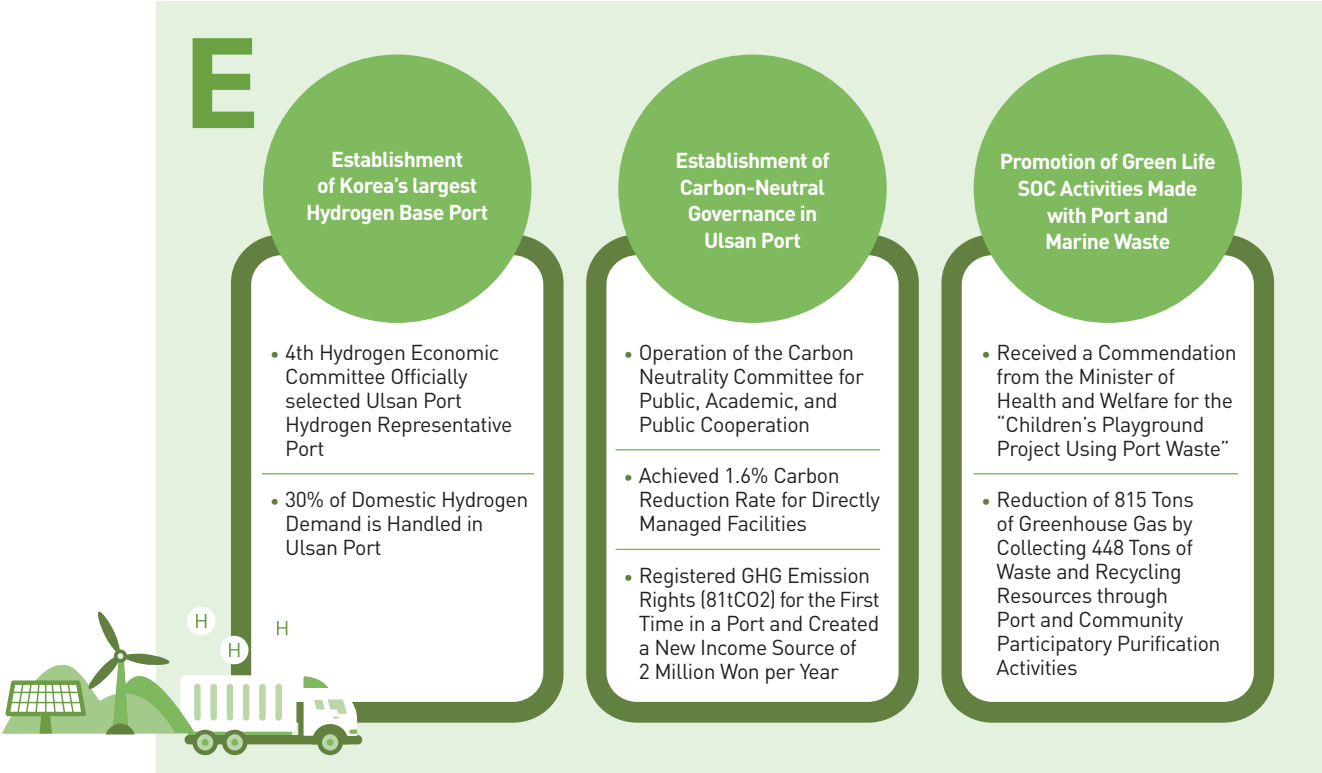 E
Establishment
of Korea's largest
Hydrogen Base Port
• 4th Hydrogen Economic
Committee Officially
selected Ulsan Port
Hydrogen Representative
Port
• 30% of Domestic Hydrogen
Demand is Handled in
Ulsan Port
Establishment of
Carbon-Neutral
Governance in
Ulsan Port
• Operation of the Carbon
Neutrality Committee for
Public, Academic, and
Public Cooperation
• Achieved 1.6% Carbon
Reduction Rate for Directly
Managed Facilities
• Registered GHG Emission
Rights (81tCO2) for the First
Time in a Port and Created
a New Income Source of
2 Million Won per Year
Promotion of Green Life
SOC Activities Made
with Port and
Marine Waste
• Received a Commendation
from the Minister of
Health and Welfare for the
“Children's Playground
Project Using Port Waste”
• Reduction of 815 Tons
of Greenhouse Gas by
Collecting 448 Tons of
Waste and Recycling
Resources through
Port and Community
Participatory Purification
Activities
H
H
H